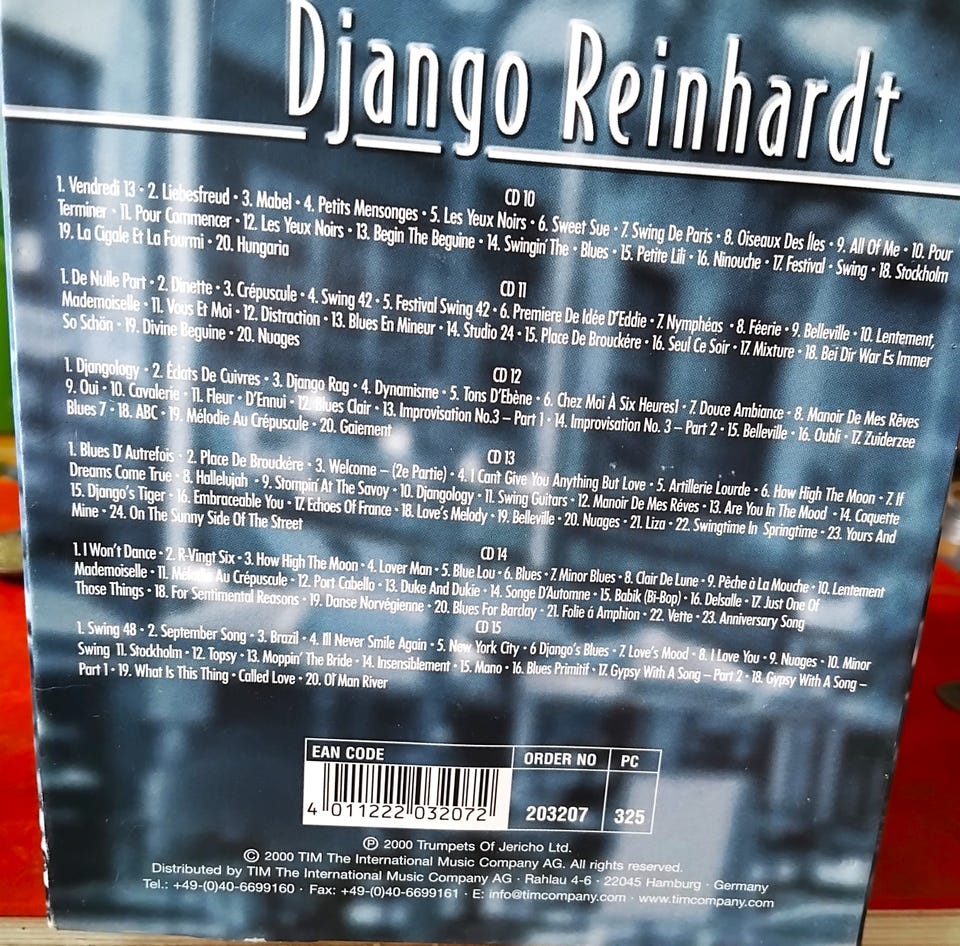 Django Reinhardt
CD 10
1. Vendredi 13 • 2. Liebesfreud • 3. Mabel • 4. Petits Mensonges • 5. Les Yeux Noirs • 6. Sweet Sue • 7. Swing De Paris • 8. Oiseaux Des Îles • 9. All Of Me • 10. Pour
Terminer • 11. Pour Commencer • 12. Les Yeux Noirs • 13. Begin The Beguine • 14. Swingin' The • Blues • 15. Petite Lili • 16. Ninouche • 17. Festival • Swing • 18. Stockholm
19. La Cigale Et La Fourmi • 20. Hungaria
CD 11
1. De Nulle Part • 2. Dinette • 3. Crépuscule • 4. Swing 42 • 5. Festival Swing 42 • 6. Premiere De Idée D'Eddie • 7. Nymphéas • 8. Féerie • 9. Belleville • 10. Lentement,
Mademoiselle • 11. Vous Et Moi • 12. Distraction • 13. Blues En Mineur • 14. Studio 24 • 15. Place De Brouckére • 16. Seul Ce Soir • 17. Mixture • 18. Bei Dir War Es Immer
So Schön • 19. Divine Beguine • 20. Nuages
CD 12
1. Djangology • 2. Éclats De Cuivres • 3. Django Rag • 4. Dynamisme • 5. Tons D'Ebène • 6. Chez Moi À Six Heures] • 7. Douce Ambiance • 8. Manoir De Mes Rêves
9. Oui • 10. Cavalerie • 11. Fleur • D'Ennui • 12. Blues Clair • 13. Improvisation No.3 – Part 1 • 14. Improvisation No. 3 – Part 2 • 15. Belleville • 16. Oubli • 17. Zuiderzee
Blues 7 • 18. ABC • 19. Mélodie Au Crépuscule • 20. Gaiement
CD 13
1. Blues D' Autrefois • 2. Place De Brouckére • 3. Welcome – (2e Partie) • 4. I Can't Give You Anything But Love • 5. Artillerie Lourde • 6. How High The Moon • 7. If
Dreams Come True • 8. Hallelujah • 9. Stompin' At The Savoy • 10. Djangology • 11. Swing Guitars • 12. Manoir De Mes Réves • 13. Are You In The Mood • 14. Coquette
15. Django's Tiger • 16. Embraceable You • 17. Echoes Of France • 18. Love's Melody • 19. Belleville • 20. Nuages • 21. Liza • 22. Swingtime In Springtime • 23. Yours And
Mine • 24. On The Sunny Side Of The Street
CD 14
1. I Won't Dance • 2. R-Vingt Six • 3. How High The Moon • 4. Lover Man • 5. Blue Lou • 6. Blues • 7. Minor Blues • 8. Clair De Lune • 9. Pêche à La Mouche • 10. Lentement
Mademoiselle • 11. Mélodie Au Crépuscule • 12. Port Cabello • 13. Duke And Dukie • 14. Songe D'Automne • 15. Babik (Bi-Bop) • 16. Delsalle • 17. Just One Of
Those Things • 18. For Sentimental Reasons • 19. Danse Norvégienne • 20. Blues For Barclay • 21. Folie á Amphion • 22. Vette • 23. Anniversary Song
CD 15
1. Swing 48 • 2. September Song • 3. Brazil • 4. I'll Never Smile Again • 5. New York City • 6 Django's Blues • 7. Love's Mood • 8. I Love You • 9. Nuages • 10. Minor
Swing 11. Stockholm • 12. Topsy • 13. Moppin' The Bride • 14. Insensiblement • 15. Mano • 16. Blues Primitif • 17. Gypsy With A Song – Part 2 • 18. Gypsy With A Song –
Part 1 • 19. What Is This Thing • Called Love • 20. Ol' Man River
EAN CODE ORDER NO PC
4 011222 032072 203207 325
Ⓟ 2000 Trumpets Of Jericho Ltd.
© 2000 TIM The International Music Company AG. All rights reserved.
Distributed by TIM The International Music Company AG · Rahlau 4-6 · 22045 Hamburg · Germany
Tel.: +49-(0)40-6699160 · Fax: +49-(0)40-6699161 · E: info@timcompany.com · www.timcompany.com